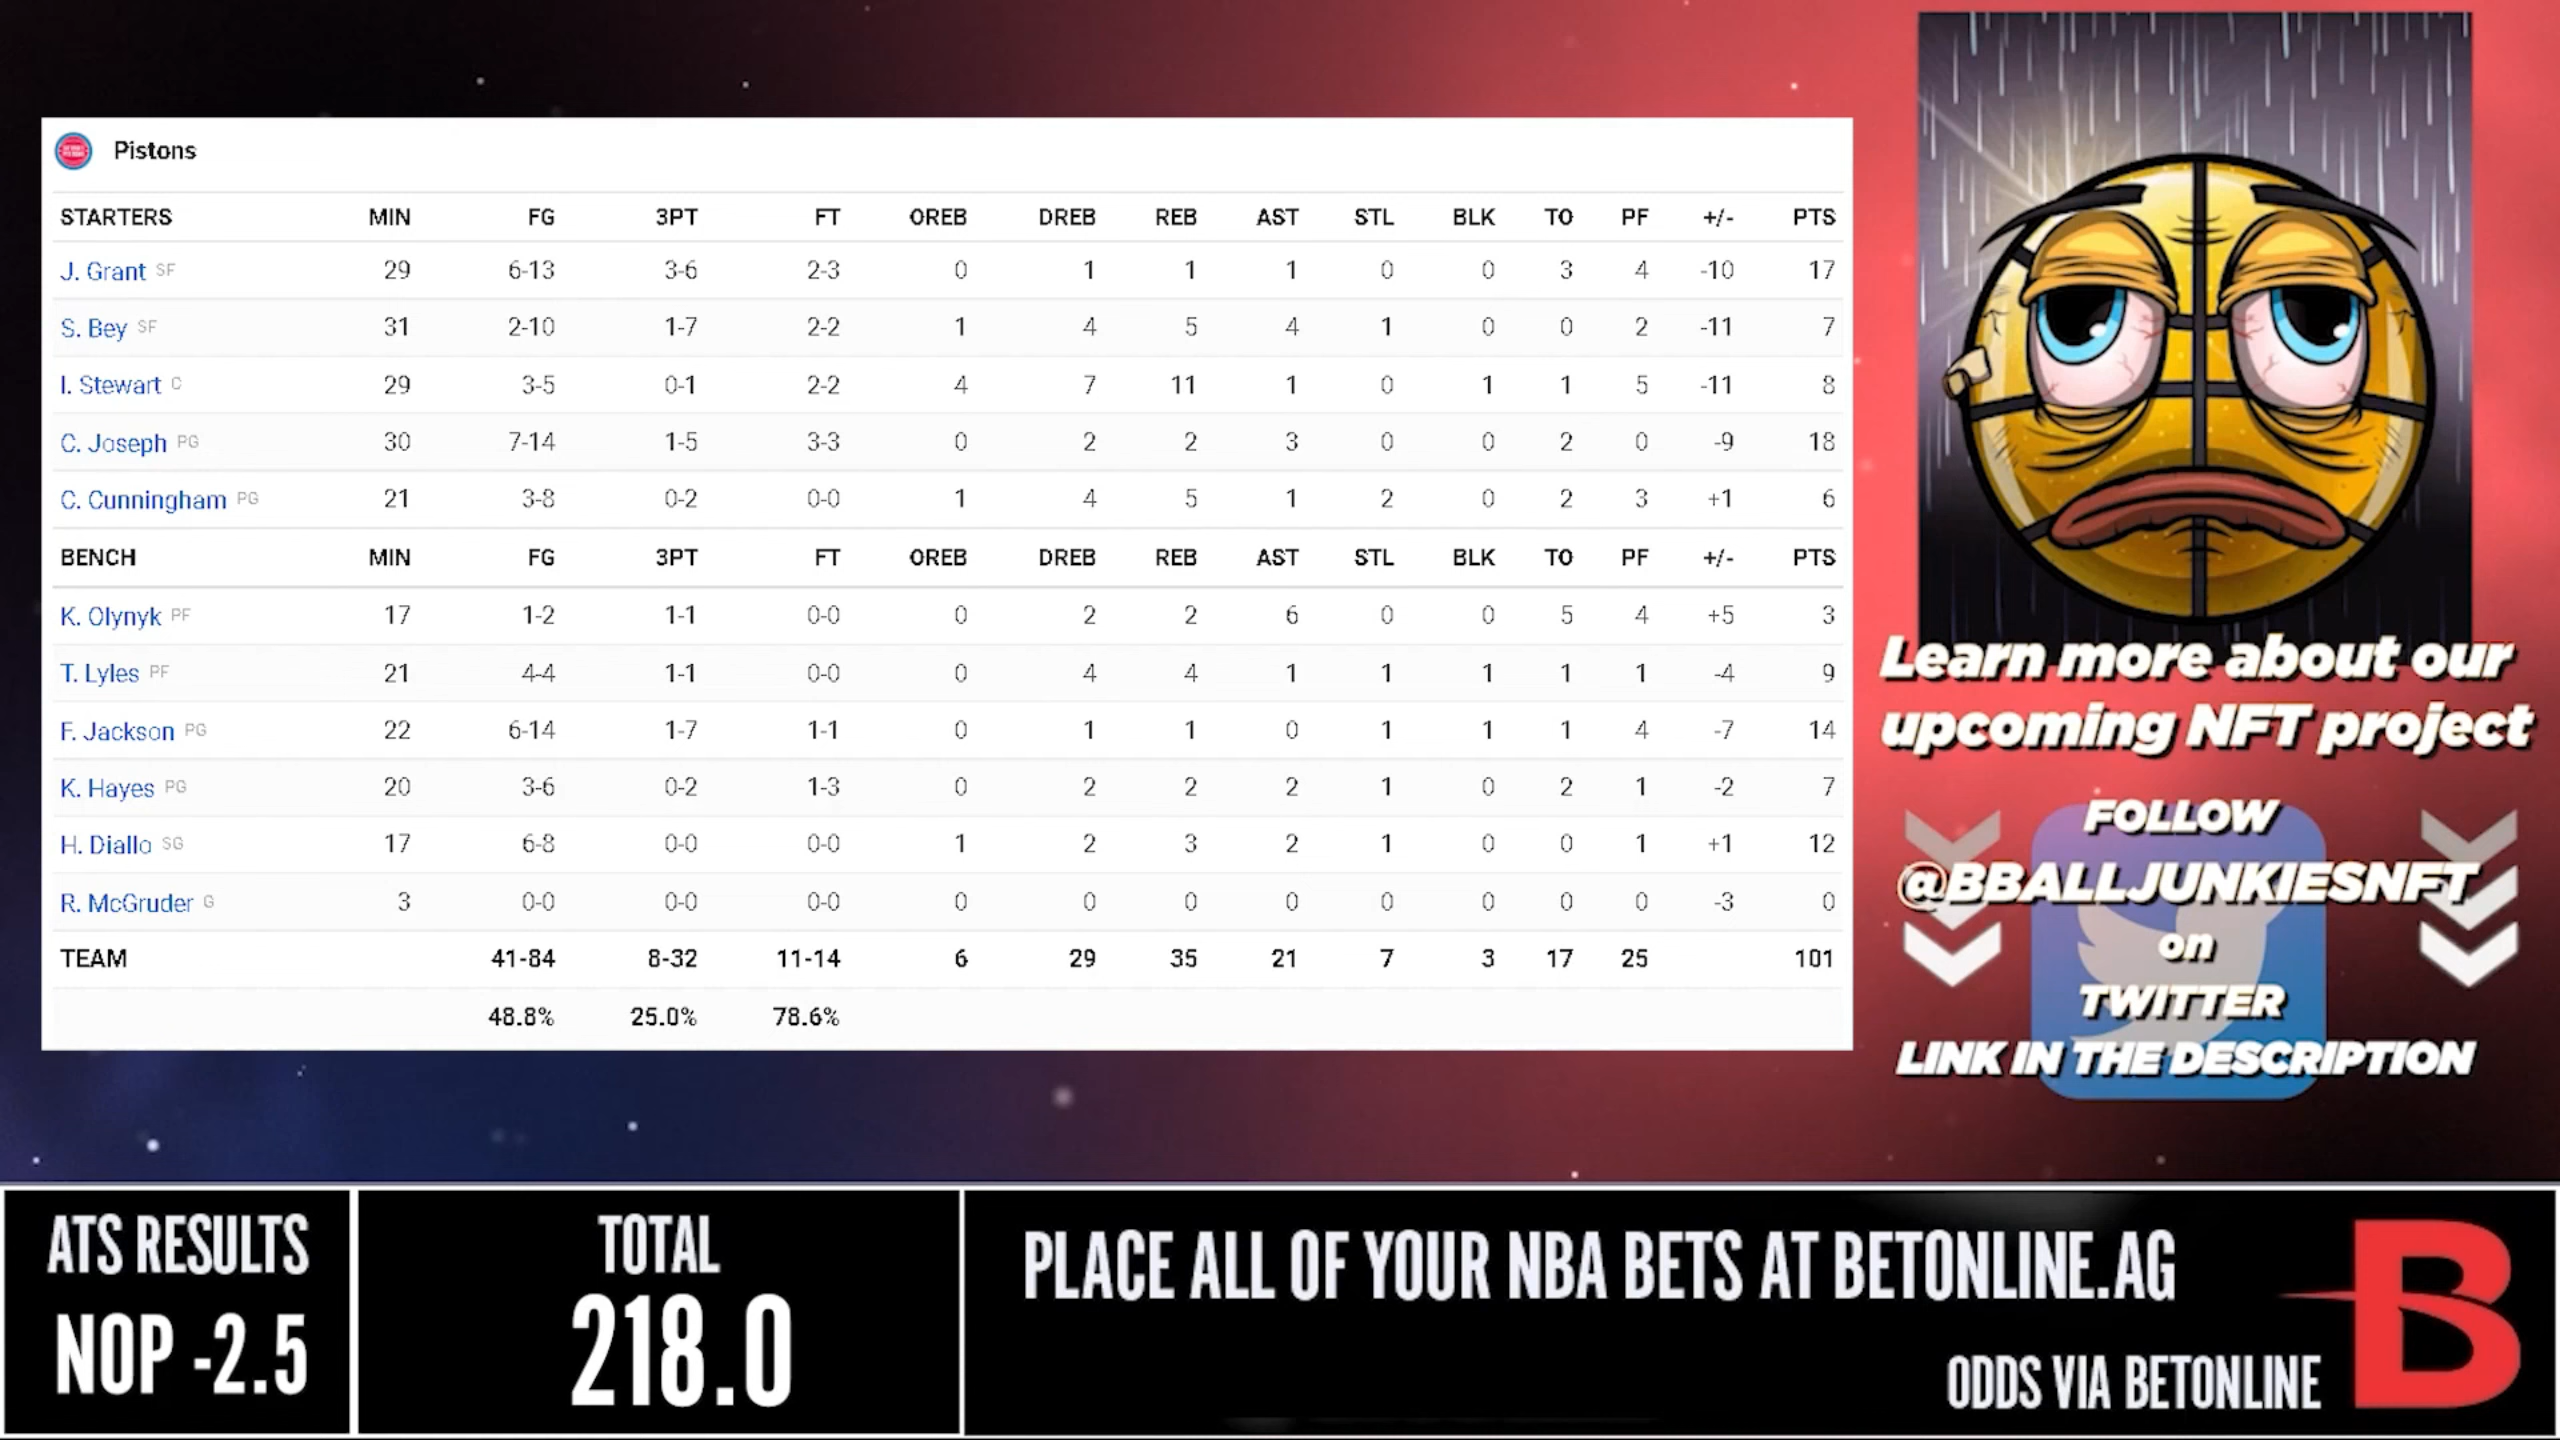 Pistons
STARTERS MIN FG 3PT FT OREB DREB REB AST STL BLK TO PF +/- PTS
J. Grant SF 29 6-13 3-6 2-3 0 1 1 1 0 0 3 4 -10 17
S. Bey SF 31 2-10 1-7 2-2 1 4 5 4 1 0 0 2 -11 7
I. Stewart C 29 3-5 0-1 2-2 4 7 11 1 0 1 1 5 -11 8
C. Joseph PG 30 7-14 1-5 3-3 0 2 2 3 0 0 2 0 -9 18
C. Cunningham PG 21 3-8 0-2 0-0 1 4 5 1 2 0 2 3 +1 6
BENCH MIN FG 3PT FT OREB DREB REB AST STL BLK TO PF +/- PTS
K. Olynyk PF 17 1-2 1-1 0-0 0 2 2 6 0 0 5 4 +5 3
T. Lyles PF 21 4-4 1-1 0-0 0 4 4 1 1 1 1 1 -4 9
F. Jackson PG 22 6-14 1-7 1-1 0 1 1 0 1 1 1 4 -7 14
K. Hayes PG 20 3-6 0-2 1-3 0 2 2 2 1 0 2 1 -2 7
H. Diallo SG 17 6-8 0-0 0-0 1 2 3 2 1 0 0 1 +1 12
R. McGruder G 3 0-0 0-0 0-0 0 0 0 0 0 0 0 0 -3 0
TEAM 41-84 8-32 11-14 6 29 35 21 7 3 17 25 101
48.8% 25.0% 78.6%
Learn more about our
upcoming NFT project
FOLLOW
@BBALLJUNKIESNFT
on
TWITTER
LINK IN THE DESCRIPTION
ATS RESULTS
NOP -2.5
TOTAL
218.0
PLACE ALL OF YOUR NBA BETS AT BETONLINE.AG
ODDS VIA BETONLINE
B